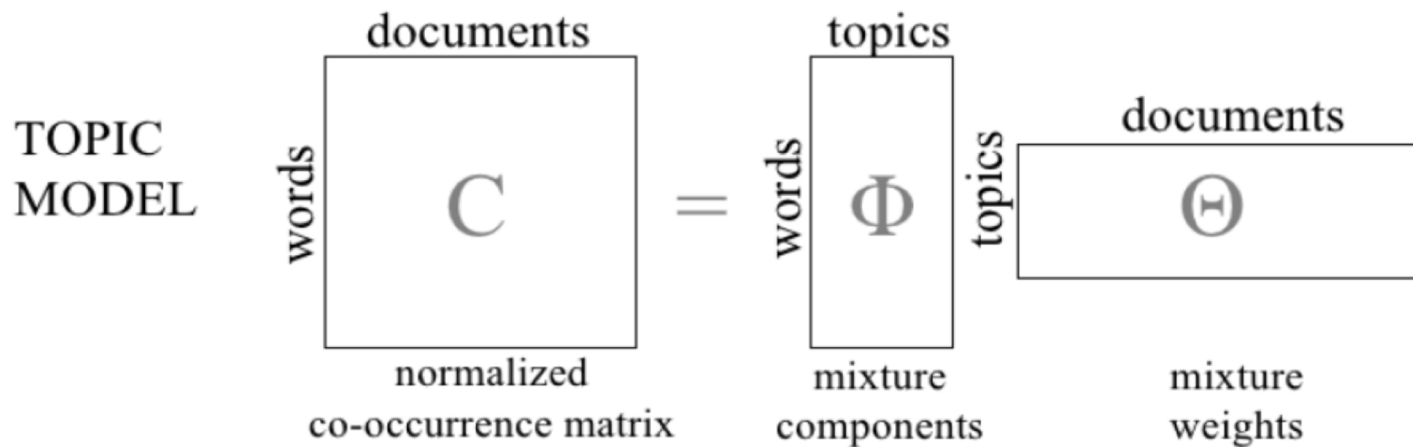 documents
topics
TOPIC
MODEL
words
C
=
words
Φ
topics
documents
Θ
normalized
co-occurrence matrix
mixture
components
mixture
weights